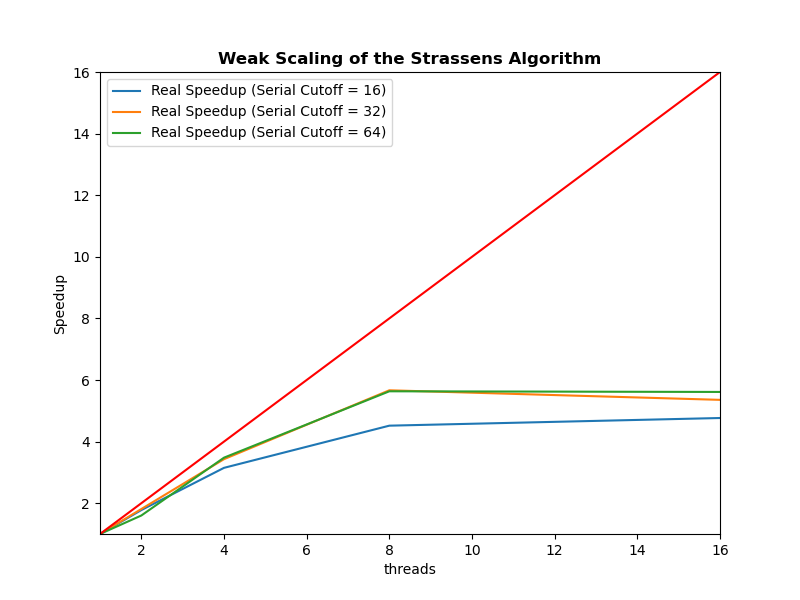 Weak Scaling of the Strassens Algorithm
Real Speedup (Serial Cutoff = 16)
Real Speedup (Serial Cutoff = 32)
Real Speedup (Serial Cutoff = 64)
16
14
12
10
8
6
4
2
Speedup
2 4 6 8 10 12 14 16
threads